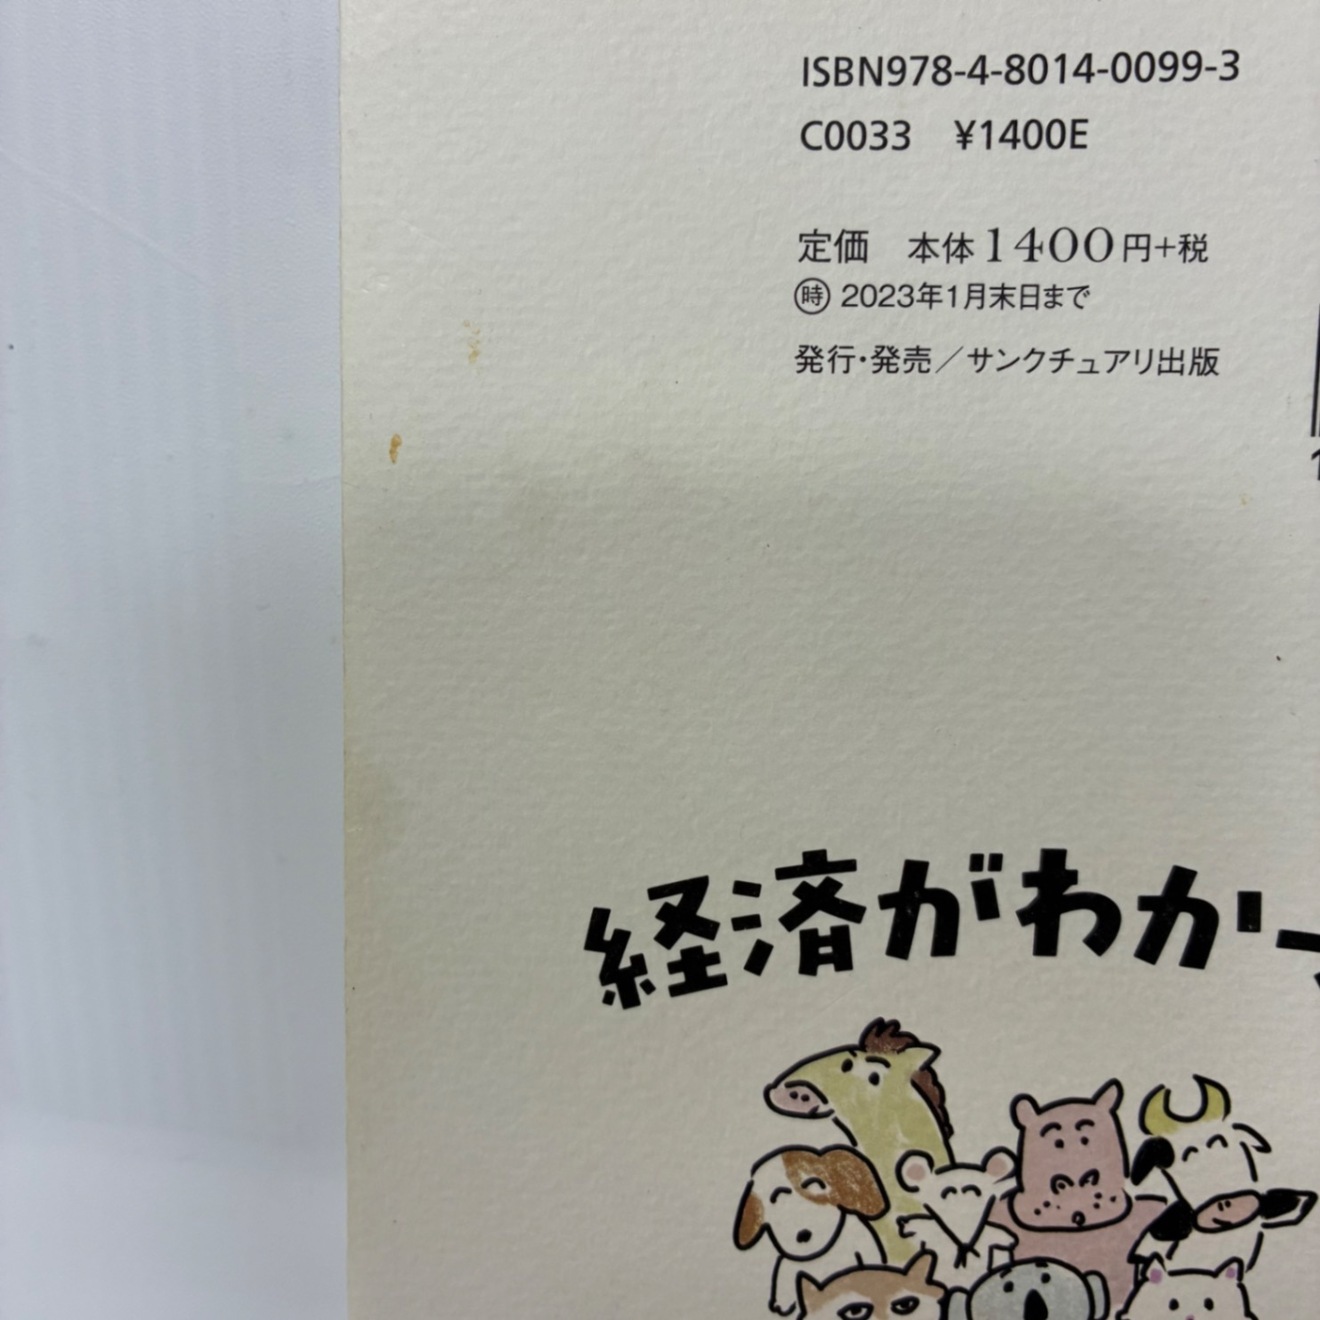 ISBN978-4-8014-0099-3
C0033 ¥1400E
定価 本体1400円+税
㊕ 2023年1月末日まで
発行・発売／サンクチュアリ出版
経済がわか